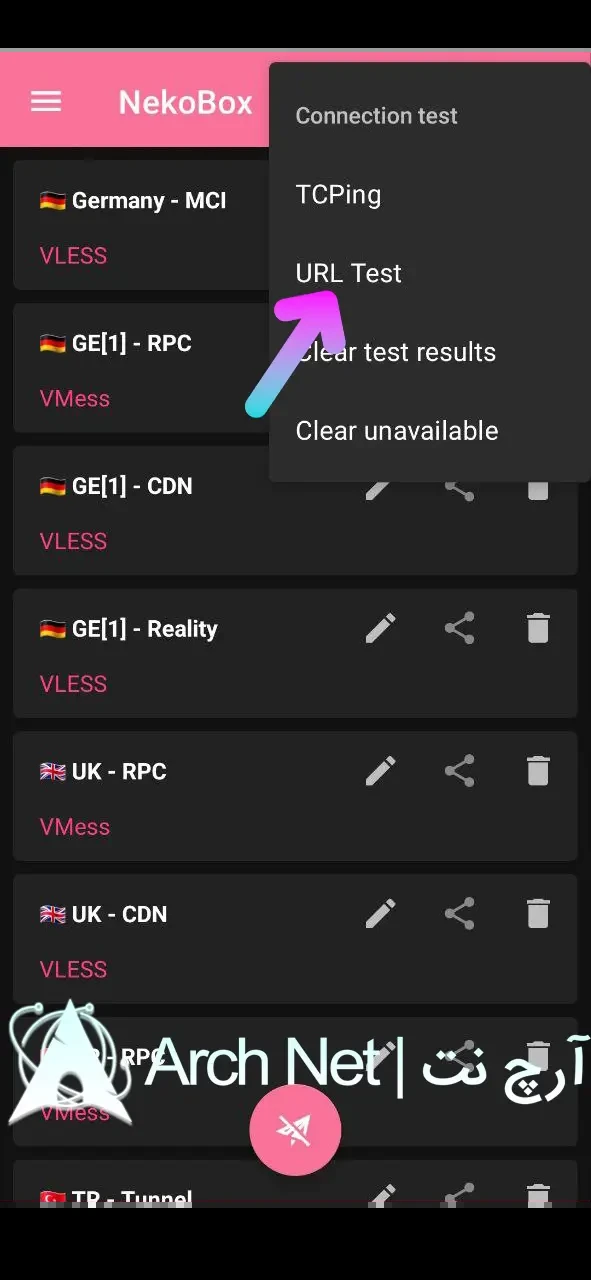 NekoBox
Connection test
TCPing
URL Test
Clear test results
Clear unavailable
Germany - MCI
VLESS
GE[1] - RPC
VMess
GE[1] - CDN
VLESS
GE[1] - Reality
VLESS
UK - RPC
VMess
UK - CDN
VLESS
RPC
Arch Net | آرچ نت
VMess
TR - Tunnel